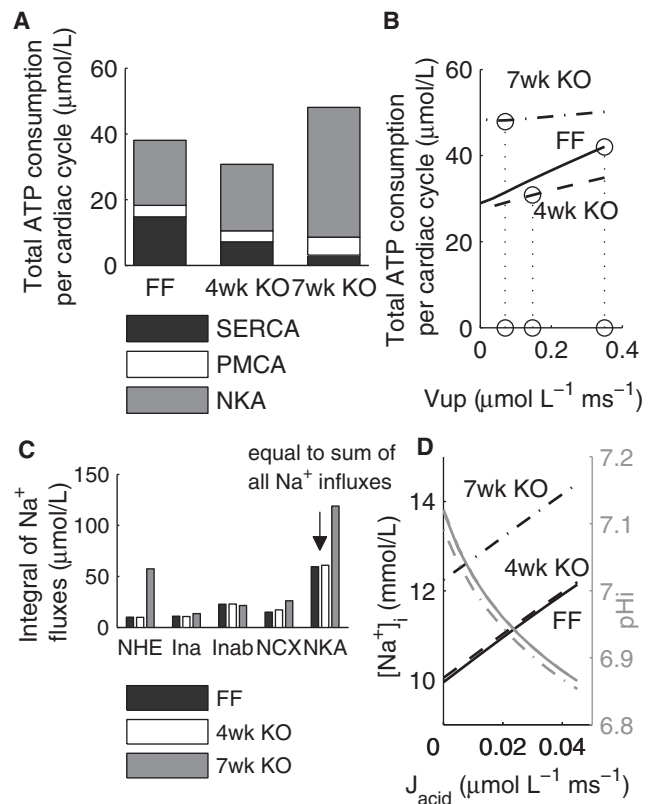 A
Total ATP consumption
per cardiac cycle (μmol/L)
60
40
20
0
FF 4wk KO 7wk KO
SERCA
PMCA
NKA
B
Total ATP consumption
per cardiac cycle (μmol/L)
60
40
20
0
7wk KO
FF
4wk KO
0 0.2 0.4
Vup (μmol L⁻¹ ms⁻¹)
C
equal to sum of
all Na⁺ influxes
Integral of Na⁺
fluxes (μmol/L)
150
100
50
0
NHE Ina Inab NCX NKA
FF
4wk KO
7wk KO
D
[Na⁺]i (mmol/L)
14
12
10
7wk KO
4wk KO
FF
7.2
7.1
7
6.9
6.8
pHi
0 0.02 0.04
Jacid (μmol L⁻¹ ms⁻¹)